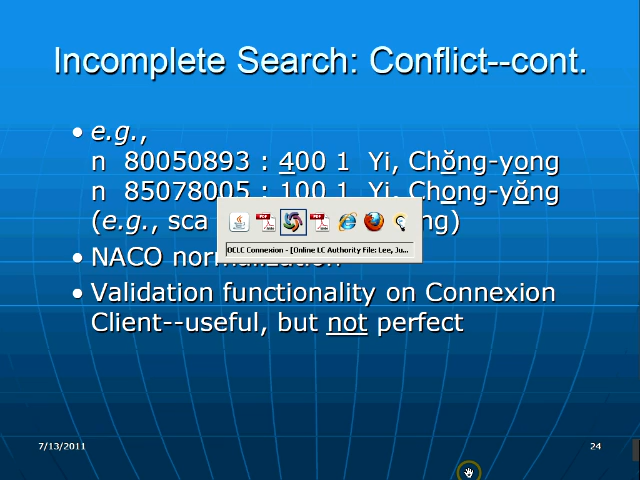 Incomplete Search: Conflict--cont.
• e.g.,
n 80050893 : 400 1 Yi, Chŏng-yong
n 85078005 : 100 1 Yi, Chong-yŏng
(e.g., sca ng)
OCLC Connexion - [Online LC Authority File: Lee, Ju...
• NACO normalization
• Validation functionality on Connexion
Client--useful, but not perfect
7/13/2011
24